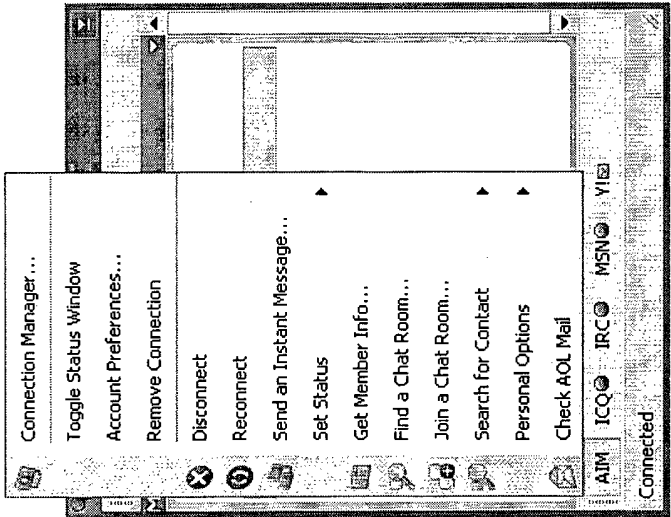 Connection Manager...
Toggle Status Window
Account Preferences...
Remove Connection
Disconnect
Reconnect
Send an Instant Message...
Set Status
Get Member Info...
Find a Chat Room...
Join a Chat Room...
Search for Contact
Personal Options
Check AOL Mail
AIM ICQ IRC MSN Y!
Connected